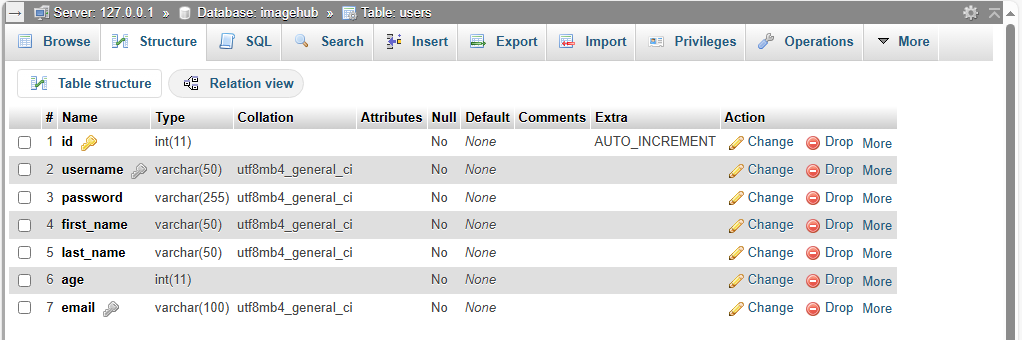 Server: 127.0.0.1 » Database: imagehub » Table: users
Browse Structure SQL Search Insert Export Import Privileges Operations More
Table structure Relation view
# Name Type Collation Attributes Null Default Comments Extra Action
1 id int(11) No None AUTO_INCREMENT Change Drop More
2 username varchar(50) utf8mb4_general_ci No None Change Drop More
3 password varchar(255) utf8mb4_general_ci No None Change Drop More
4 first_name varchar(50) utf8mb4_general_ci No None Change Drop More
5 last_name varchar(50) utf8mb4_general_ci No None Change Drop More
6 age int(11) No None Change Drop More
7 email varchar(100) utf8mb4_general_ci No None Change Drop More